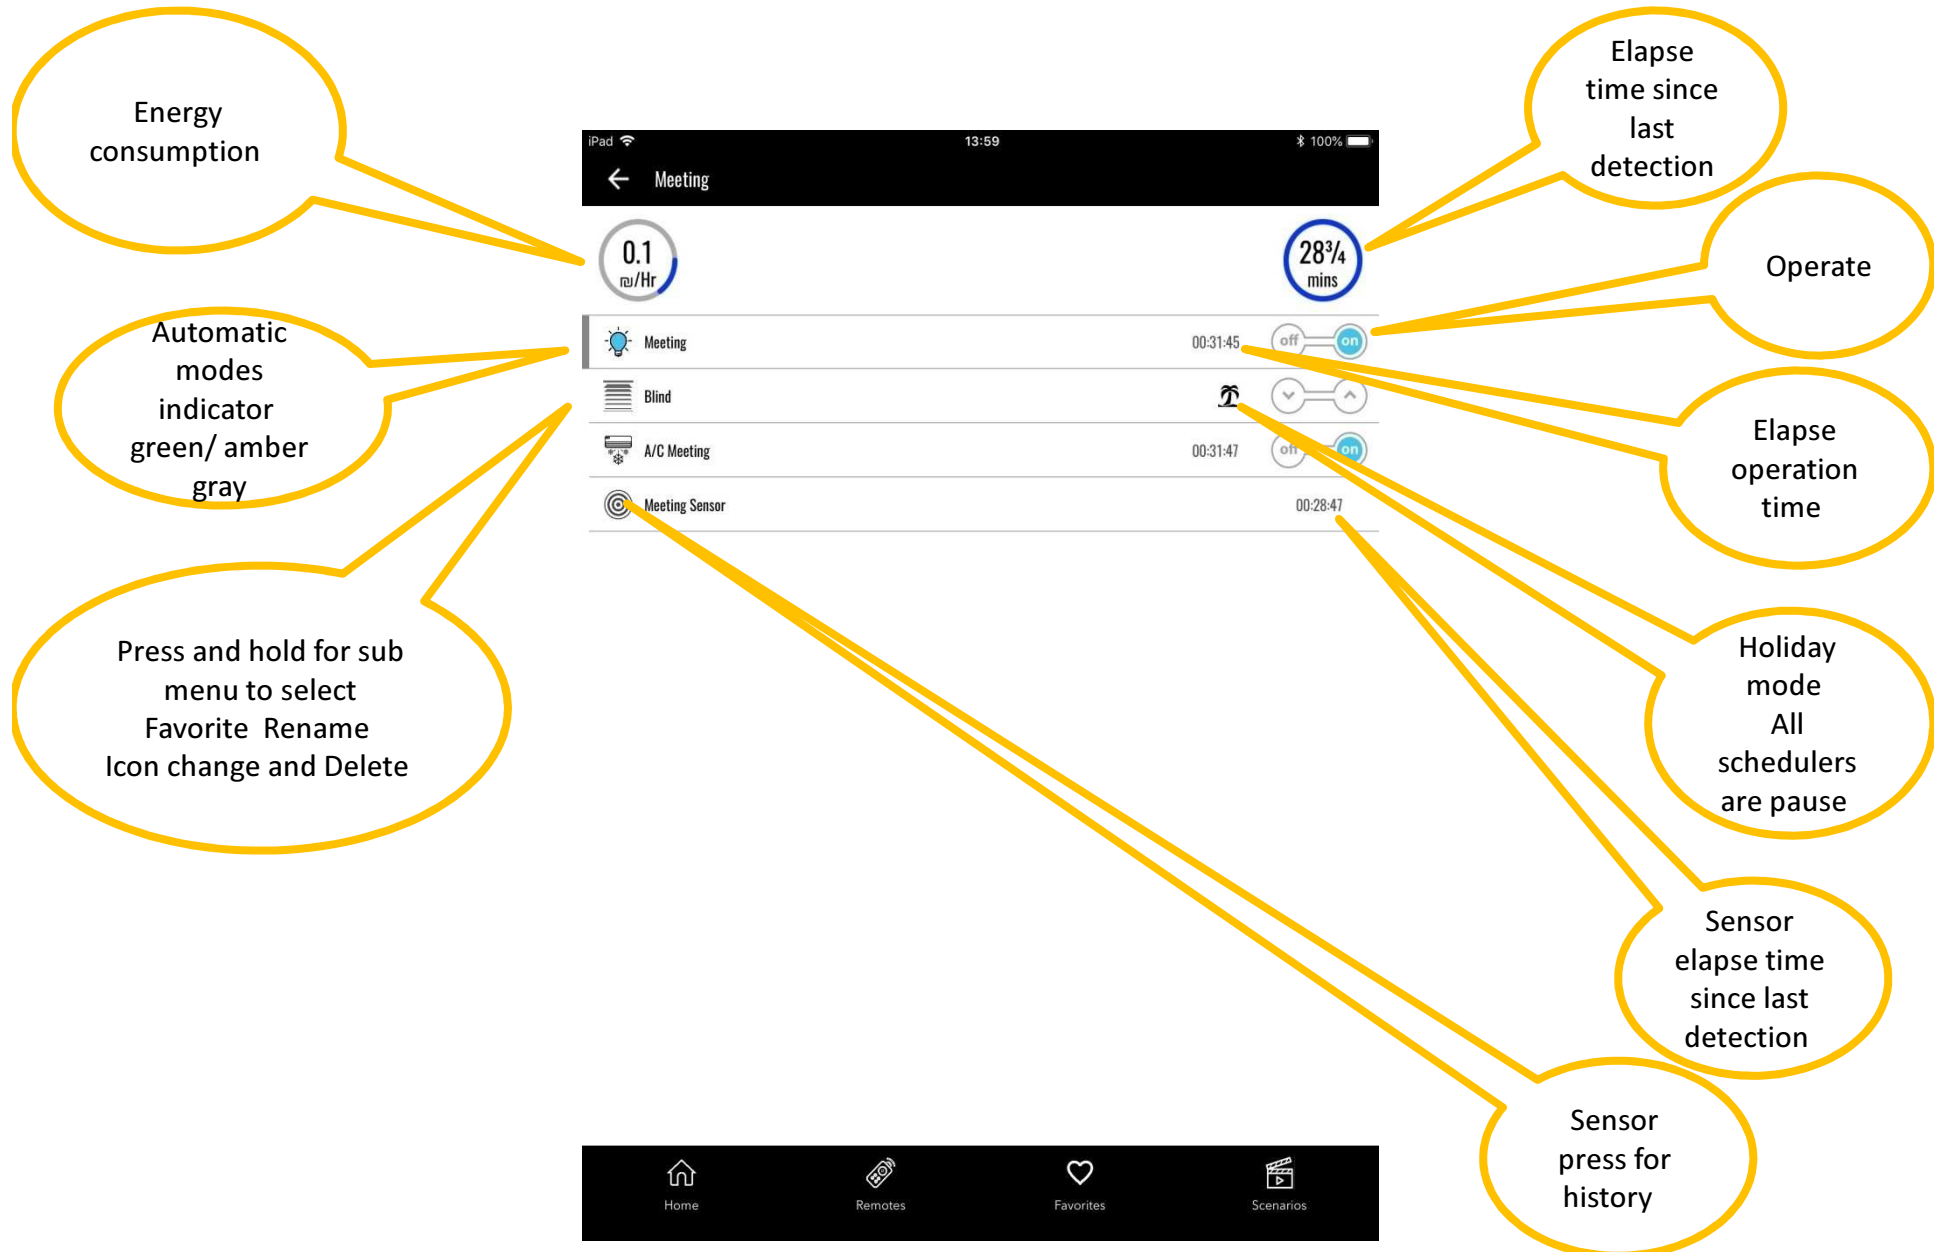 Energy
consumption
Automatic
modes
indicator
green/ amber
gray
Press and hold for sub
menu to select
Favorite  Rename
Icon change and Delete
iPad
13:59
100%
Meeting
0.1
₪/Hr
28¾
mins
Meeting
00:31:45
off
on
Blind
A/C Meeting
00:31:47
off
on
Meeting Sensor
00:28:47
Home
Remotes
Favorites
Scenarios
Elapse
time since
last
detection
Operate
Elapse
operation
time
Holiday
mode
All
schedulers
are pause
Sensor
elapse time
since last
detection
Sensor
press for
history